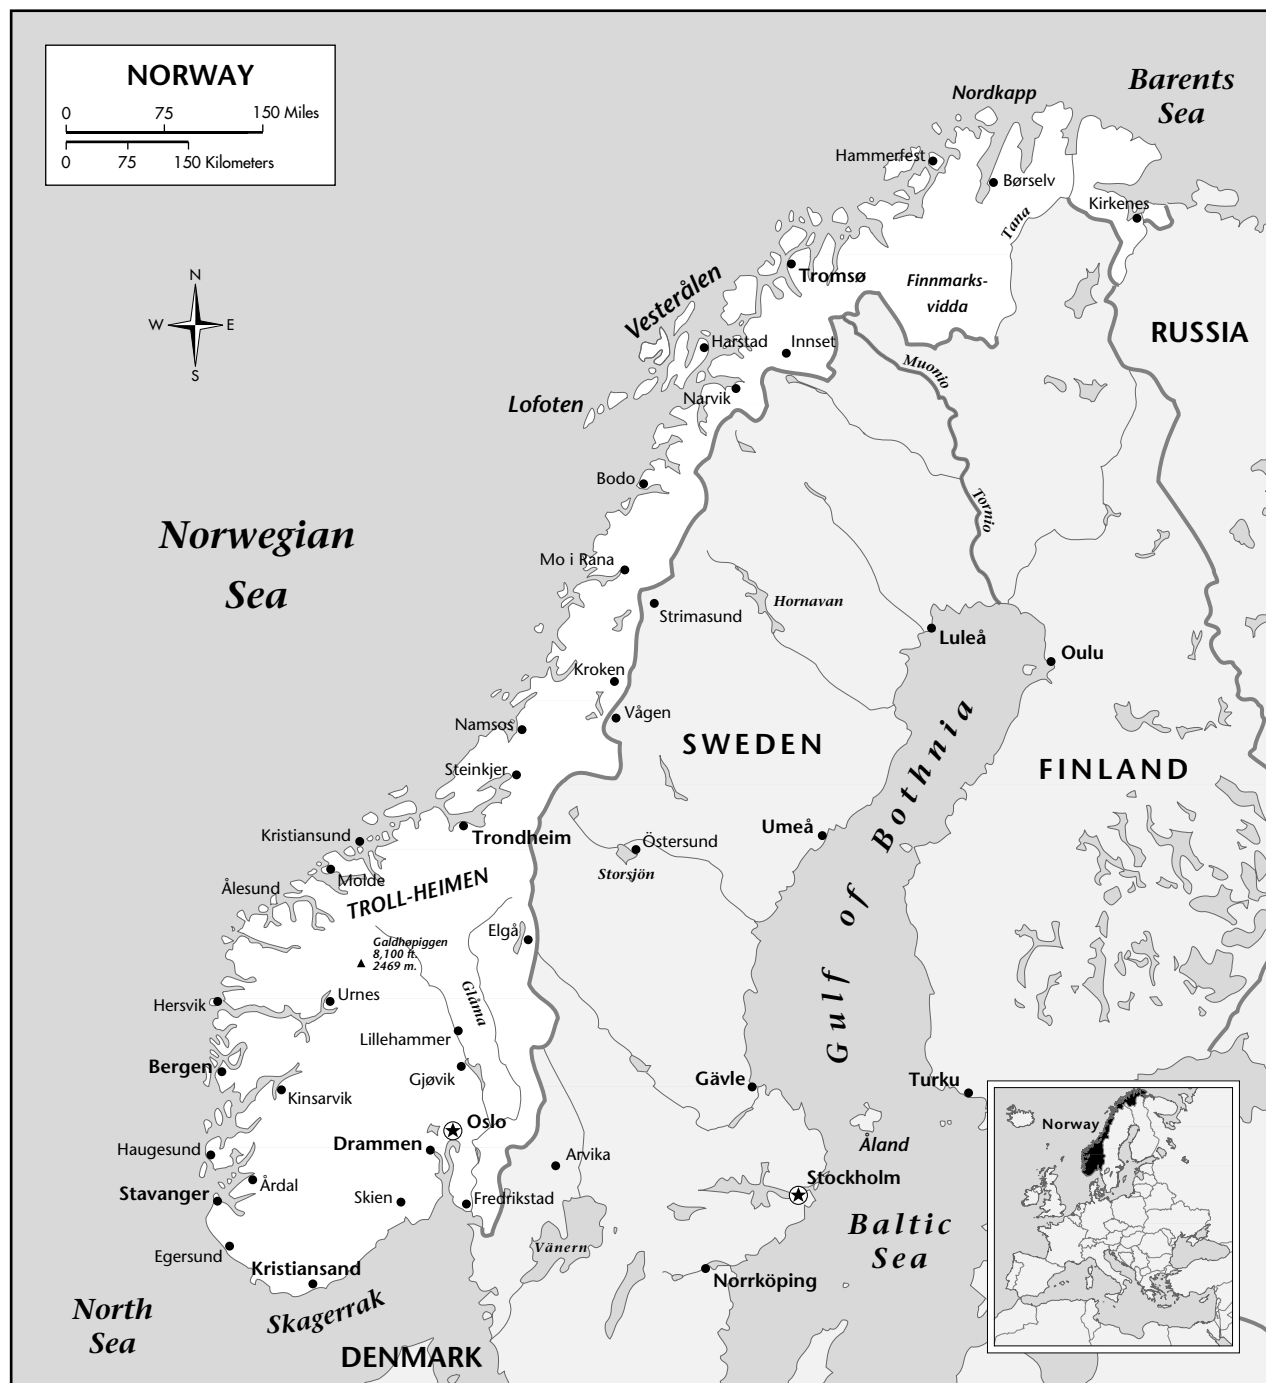 NORWAY
0 75 150 Miles
0 75 150 Kilometers
N
W E
S
Barents
Sea
Nordkapp
Hammerfest
Børselv
Kirkenes
Tana
Tromsø
Finnmarks-
vidda
Vesterålen
RUSSIA
Harstad
Innset
Muonio
Lofoten
Narvik
Bodo
Tornio
Norwegian
Sea
Mo i Rana
Hornavan
Strimasund
Luleå
Oulu
Kroken
Vågen
Namsos
SWEDEN
FINLAND
Steinkjer
Gulf of Bothnia
Kristiansund
Trondheim
Umeå
Östersund
Storsjön
Molde
Ålesund
TROLL-HEIMEN
Elgå
Galdhøpiggen
8,100 ft.
2469 m.
Glåma
Hersvik
Urnes
Lillehammer
Bergen
Gjøvik
Gävle
Turku
Kinsarvik
Oslo
Drammen
Åland
Haugesund
Arvika
Stavanger
Årdal
Skien
Fredrikstad
Stockholm
Egersund
Vänern
Baltic
Sea
Kristiansand
Norrköping
North
Sea
Skagerrak
DENMARK
Norway